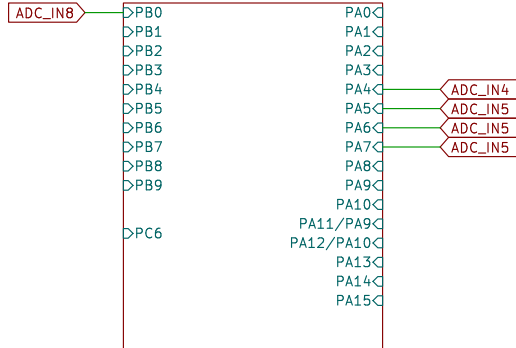 ADC_IN8 PB0 PA0
PB1 PA1
PB2 PA2
PB3 PA3
PB4 PA4 ADC_IN4
PB5 PA5 ADC_IN5
PB6 PA6 ADC_IN5
PB7 PA7 ADC_IN5
PB8 PA8
PB9 PA9
PA10
PA11/PA9
PC6
PA12/PA10
PA13
PA14
PA15